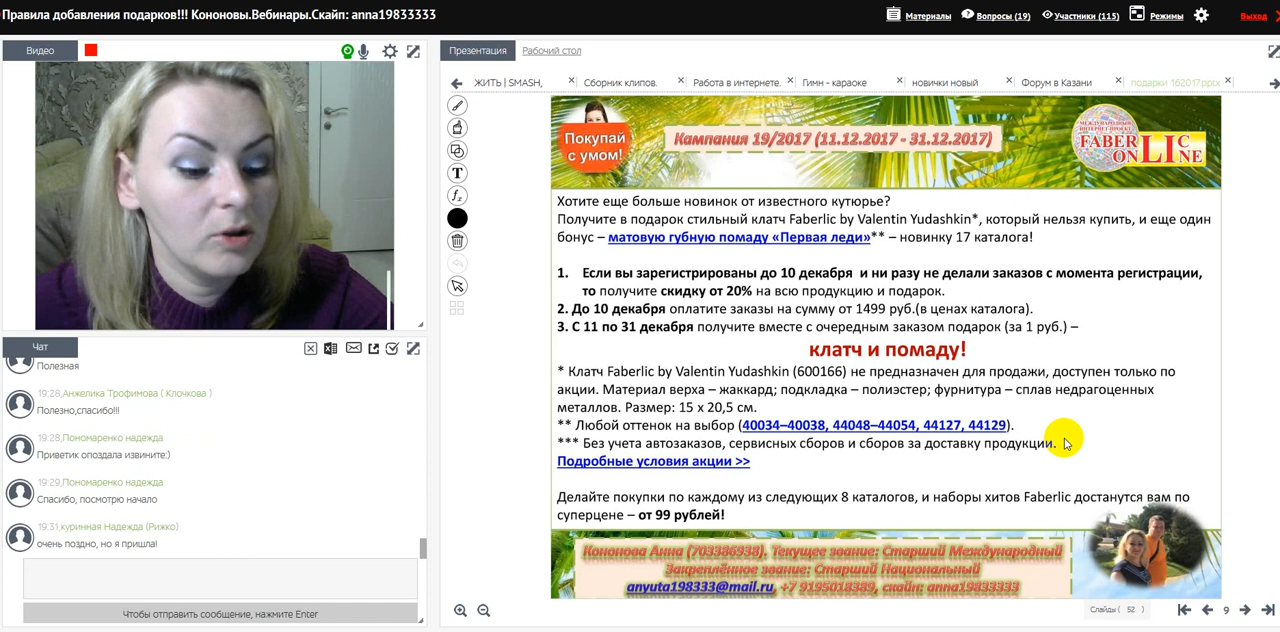 Правила добавления подарков!!! Кононовы.Вебинары.Скайп: anna19833333
Материалы
Вопросы (19)
Участники (115)
Режимы
Выход
Видео
Презентация
Рабочий стол
ЖИТЬ | SMASH,
Сборник клипов.
Работа в интернете.
Гимн - караоке
новички новый
Форум в Казани
подарки 162017.pptx
Покупай
с умом!
Кампания 19/2017 (11.12.2017 - 31.12.2017)
МЕЖДУНАРОДНЫЙ
ИНТЕРНЕТ-ПРОЕКТ
FABER LIC
ON LINE
Хотите еще больше новинок от известного кутюрье?
Получите в подарок стильный клатч Faberlic by Valentin Yudashkin*, который нельзя купить, и еще один
бонус – матовую губную помаду «Первая леди»** – новинку 17 каталога!
1. Если вы зарегистрированы до 10 декабря и ни разу не делали заказов с момента регистрации,
то получите скидку от 20% на всю продукцию и подарок.
2. До 10 декабря оплатите заказы на сумму от 1499 руб.(в ценах каталога).
3. С 11 по 31 декабря получите вместе с очередным заказом подарок (за 1 руб.) –
клатч и помаду!
* Клатч Faberlic by Valentin Yudashkin (600166) не предназначен для продажи, доступен только по
акции. Материал верха – жаккард; подкладка – полиэстер; фурнитура – сплав недрагоценных
металлов. Размер: 15 х 20,5 см.
** Любой оттенок на выбор (40034–40038, 44048–44054, 44127, 44129).
*** Без учета автозаказов, сервисных сборов и сборов за доставку продукции.
Подробные условия акции >>
Делайте покупки по каждому из следующих 8 каталогов, и наборы хитов Faberlic достанутся вам по
суперцене – от 99 рублей!
Кононова Анна (703386938). Текущее звание: Старший Международный
Закреплённое звание: Старший Национальный
anyuta198333@mail.ru, +7 9195018389, скайп: anna19833333
Слайды ( 52 )
9
Чат
Полезная
19:28,Анжелика Трофимова ( Клочкова )
Полезно,спасибо!!!
19:28,Пономаренко надежда
Приветик опоздала извините:)
19:29,Пономаренко надежда
Спасибо, посмотрю начало
19:31,куринная Надежда (Рижко)
очень поздно, но я пришла!
Чтобы отправить сообщение, нажмите Enter